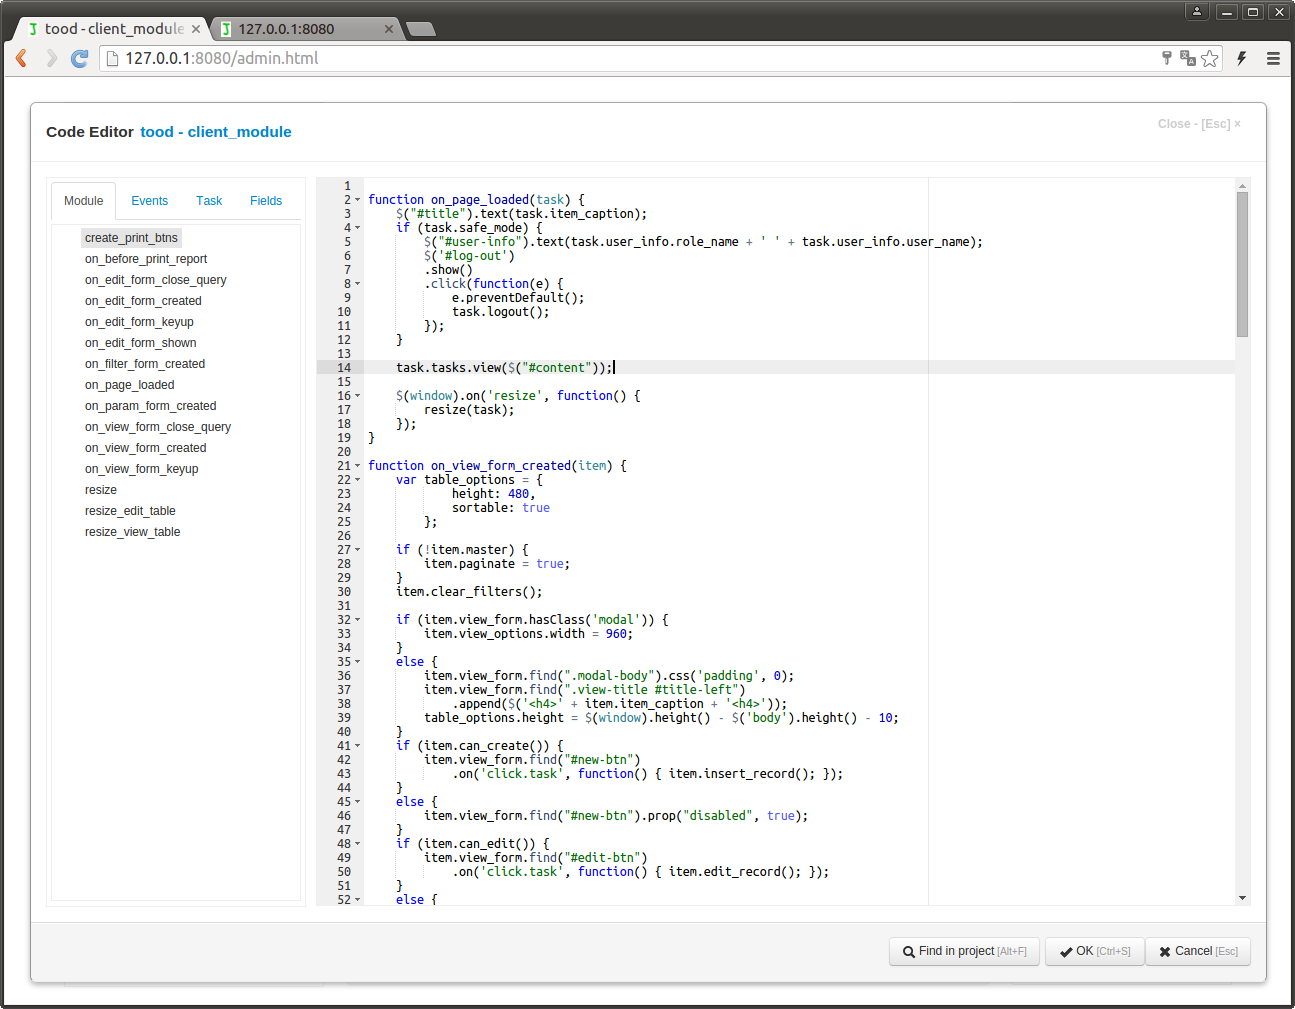 tood - client_module
127.0.0.1:8080
127.0.0.1:8080/admin.html
Code Editor tood - client_module
Close - [Esc] ×
Module Events Task Fields
create_print_btns
on_before_print_report
on_edit_form_close_query
on_edit_form_created
on_edit_form_keyup
on_edit_form_shown
on_filter_form_created
on_page_loaded
on_param_form_created
on_view_form_close_query
on_view_form_created
on_view_form_keyup
resize
resize_edit_table
resize_view_table
1
2 function on_page_loaded(task) {
3     $("#title").text(task.item_caption);
4     if (task.safe_mode) {
5         $("#user-info").text(task.user_info.role_name + ' ' + task.user_info.user_name);
6         $('#log-out')
7         .show()
8         .click(function(e) {
9             e.preventDefault();
10             task.logout();
11         });
12     }
13
14     task.tasks.view($("#content"));
15
16     $(window).on('resize', function() {
17         resize(task);
18     });
19 }
20
21 function on_view_form_created(item) {
22     var table_options = {
23             height: 480,
24             sortable: true
25         };
26
27     if (!item.master) {
28         item.paginate = true;
29     }
30     item.clear_filters();
31
32     if (item.view_form.hasClass('modal')) {
33         item.view_options.width = 960;
34     }
35     else {
36         item.view_form.find(".modal-body").css('padding', 0);
37         item.view_form.find(".view-title #title-left")
38             .append($('<h4>' + item.item_caption + '<h4>'));
39         table_options.height = $(window).height() - $('body').height() - 10;
40     }
41     if (item.can_create()) {
42         item.view_form.find("#new-btn")
43             .on('click.task', function() { item.insert_record(); });
44     }
45     else {
46         item.view_form.find("#new-btn").prop("disabled", true);
47     }
48     if (item.can_edit()) {
49         item.view_form.find("#edit-btn")
50             .on('click.task', function() { item.edit_record(); });
51     }
52     else {
Find in project [Alt+F]
OK [Ctrl+S]
Cancel [Esc]